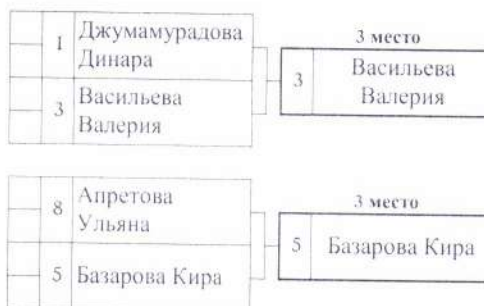 1 Джумамурадова
Динара
3 Васильева
Валерия
3 место
3 Васильева
Валерия
8 Апретова
Ульяна
5 Базарова Кира
3 место
5 Базарова Кира